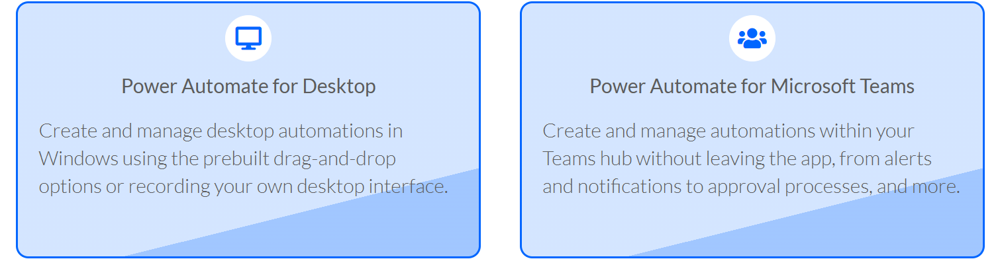 Power Automate for Desktop
Create and manage desktop automations in
Windows using the prebuilt drag-and-drop
options or recording your own desktop interface.
Power Automate for Microsoft Teams
Create and manage automations within your
Teams hub without leaving the app, from alerts
and notifications to approval processes, and more.